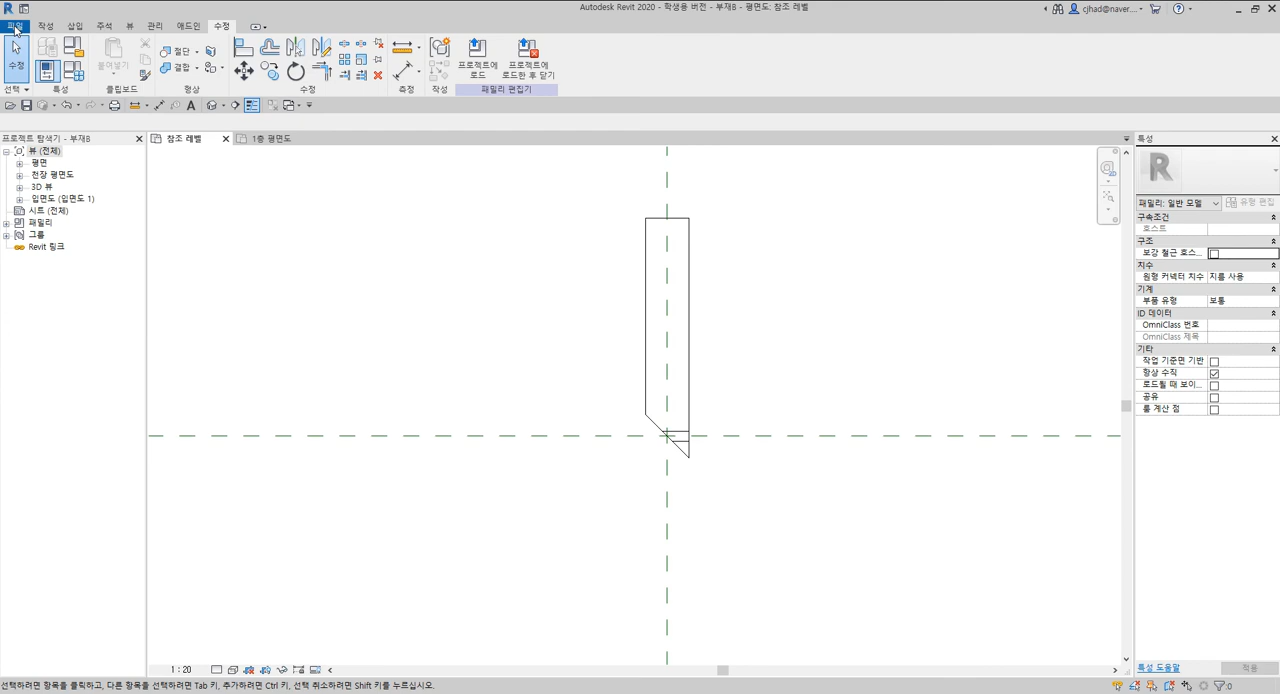 Autodesk Revit 2020 - 학생용 버전 - 부재B - 평면도: 참조 레벨
cjhad@naver....
파일 작성 삽입 주석 뷰 관리 애드인 수정
수정
붙여넣기
절단
결합
프로젝트에 로드
프로젝트에 로드한 후 닫기
선택 특성 클립보드 형상 수정 측정 작성 패밀리 편집기
프로젝트 탐색기 - 부재B
참조 레벨
1층 평면도
특성
뷰 (전체)
평면
천장 평면도
3D 뷰
입면도 (입면도 1)
시트 (전체)
패밀리
그룹
Revit 링크
2D
패밀리: 일반 모델
유형 편집
구속조건
호스트
구조
보강 철근 호스...
치수
원형 커넥터 치수 지름 사용
기계
부품 유형 보통
ID 데이터
OmniClass 번호
OmniClass 제목
기타
작업 기준면 기반
항상 수직
로드될 때 보이...
공유
룸 계산 점
특성 도움말
적용
1 : 20
선택하려면 항목을 클릭하고, 다른 항목을 선택하려면 Tab 키, 추가하려면 Ctrl 키, 선택 취소하려면 Shift 키를 누르십시오.
:0